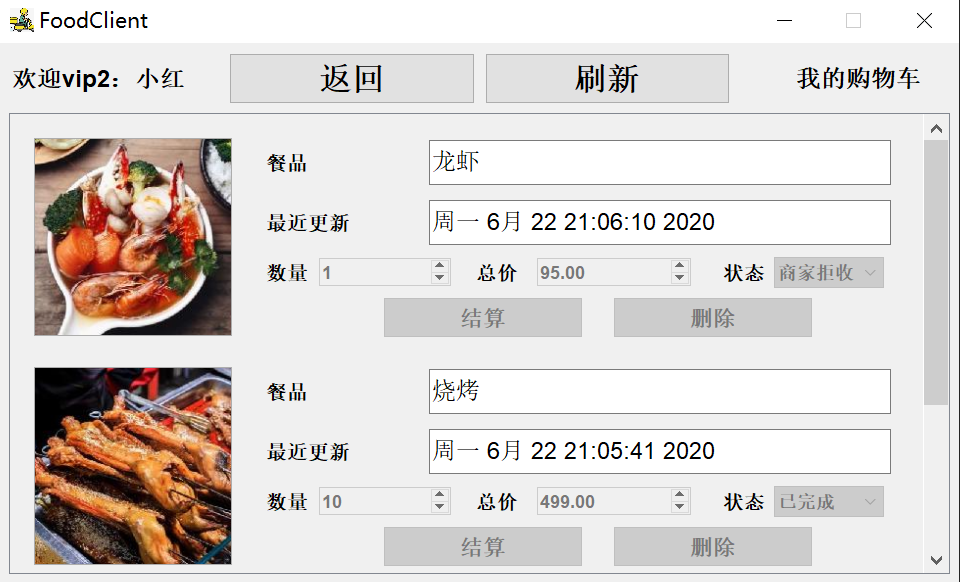 FoodClient
欢迎vip2：小红 返回 刷新 我的购物车
餐品 龙虾
最近更新 周一 6月 22 21:06:10 2020
数量 1 总价 95.00 状态 商家拒收
结算 删除
餐品 烧烤
最近更新 周一 6月 22 21:05:41 2020
数量 10 总价 499.00 状态 已完成
结算 删除